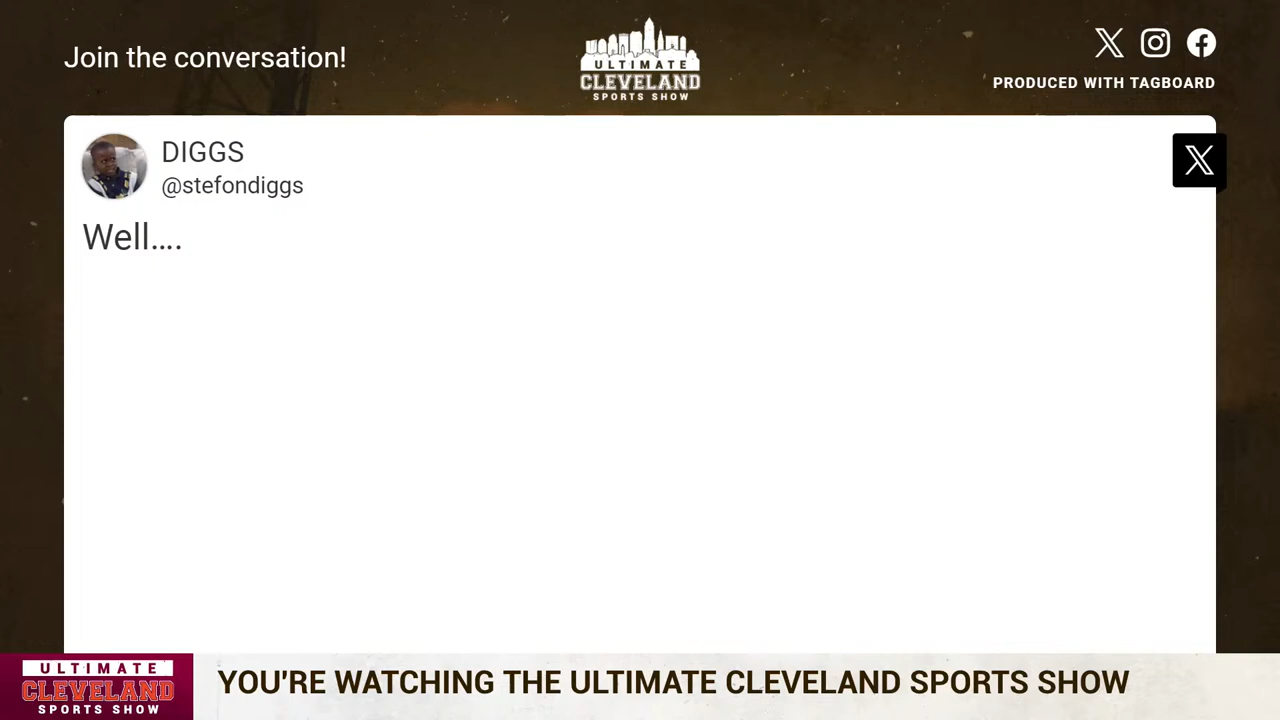 Join the conversation!
ULTIMATE
CLEVELAND
SPORTS SHOW
PRODUCED WITH TAGBOARD
DIGGS
@stefondiggs
Well....
ULTIMATE
CLEVELAND
SPORTS SHOW
YOU'RE WATCHING THE ULTIMATE CLEVELAND SPORTS SHOW